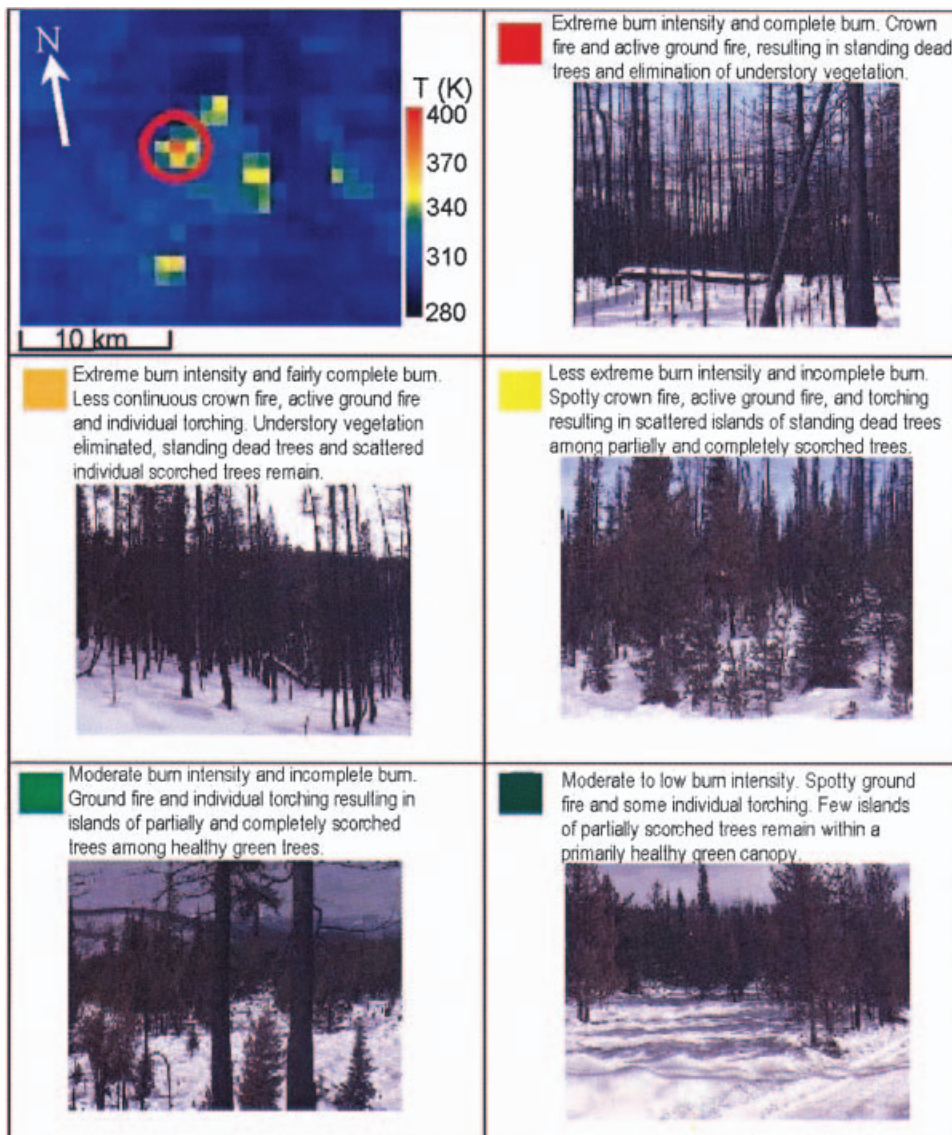 N
T (K)
400
370
340
310
280
10 km
Extreme burn intensity and complete burn. Crown
fire and active ground fire, resulting in standing dead
trees and elimination of understory vegetation.
Extreme burn intensity and fairly complete burn.
Less continuous crown fire, active ground fire
and individual torching. Understory vegetation
eliminated, standing dead trees and scattered
individual scorched trees remain.
Less extreme burn intensity and incomplete burn.
Spotty crown fire, active ground fire, and torching
resulting in scattered islands of standing dead trees
among partially and completely scorched trees.
Moderate burn intensity and incomplete burn.
Ground fire and individual torching resulting in
islands of partially and completely scorched
trees among healthy green trees.
Moderate to low burn intensity. Spotty ground
fire and some individual torching. Few islands
of partially scorched trees remain within a
primarily healthy green canopy.